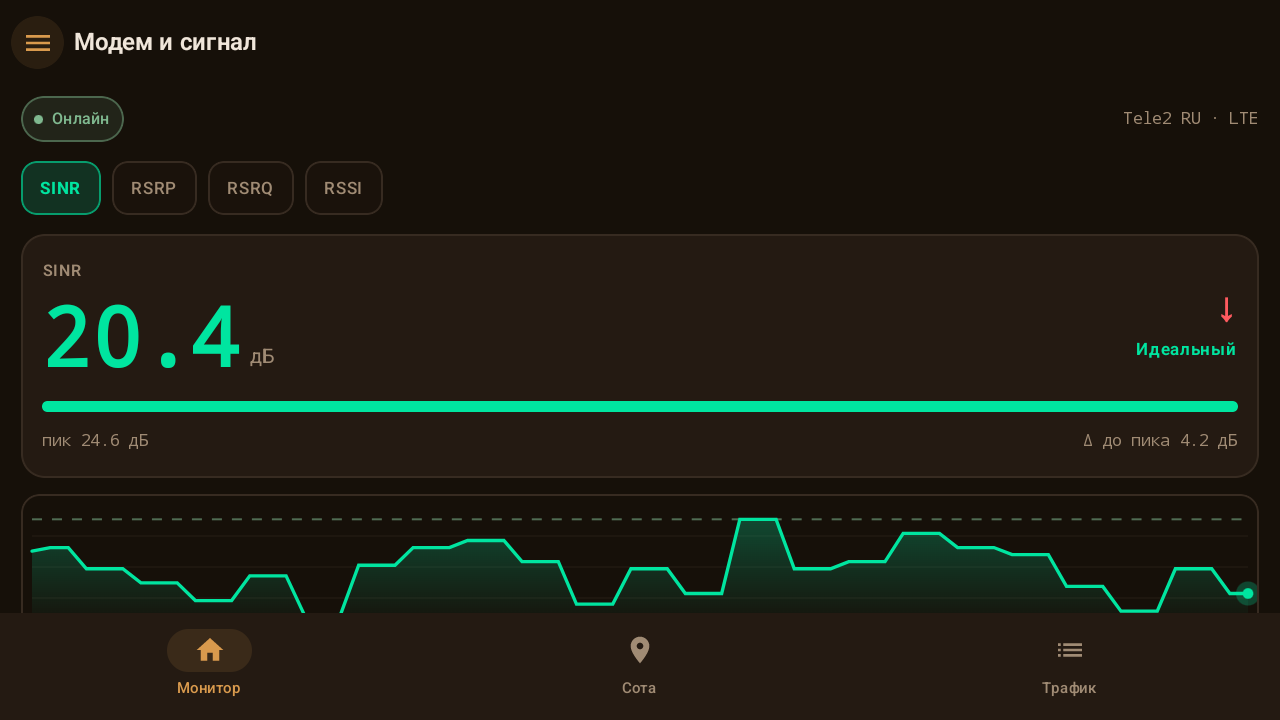 Модем и сигнал
Онлайн
Tele2 RU · LTE
SINR
RSRP
RSRQ
RSSI
SINR
20.4 дБ
↓
Идеальный
пик 24.6 дБ
Δ до пика 4.2 дБ
Монитор
Сота
Трафик